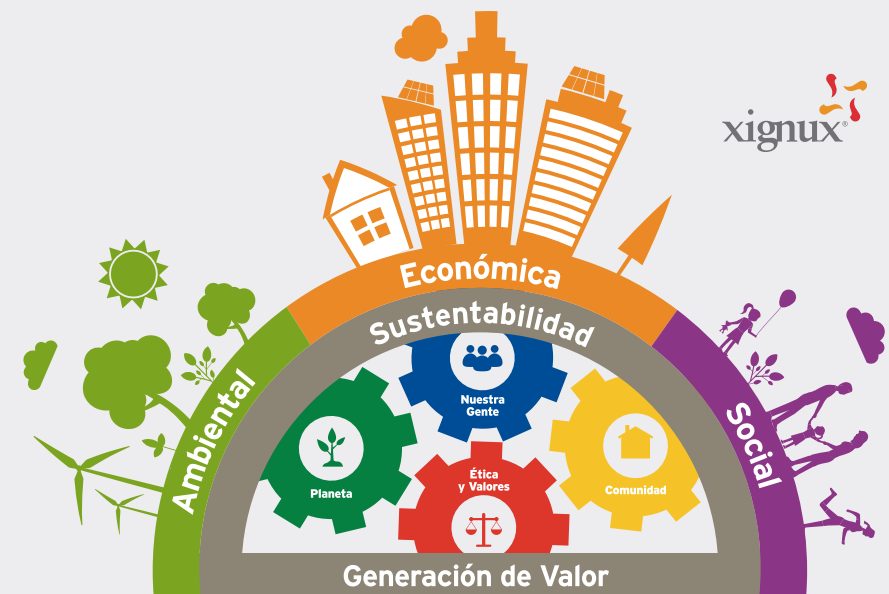 xignux®
Económica
Sustentabilidad
Ambiental
Social
Nuestra
Gente
Planeta
Ética
y Valores
Comunidad
Generación de Valor